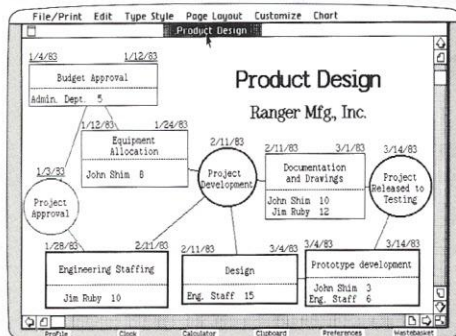 File/Print Edit Type Style Page Layout Customize Chart
Product Design
1/4/83 1/12/83
Budget Approval
Admin. Dept. 5
Product Design
Ranger Mfg., Inc.
1/12/83 1/24/83
Equipment
Allocation
John Shim 8
2/11/83
Project
Development
2/11/83 3/1/83
Documentation
and Drawings
John Shim 10
Jim Ruby 12
3/14/83
Project
Released to
Testing
1/3/83
Project
Approval
1/28/83 2/11/83
Engineering Staffing
Jim Ruby 10
2/11/83 3/4/83
Design
Eng. Staff 15
3/4/83 3/14/83
Prototype development
John Shim 3
Eng. Staff 6
ProFile Clock Calculator Clipboard Preferences Wastebasket